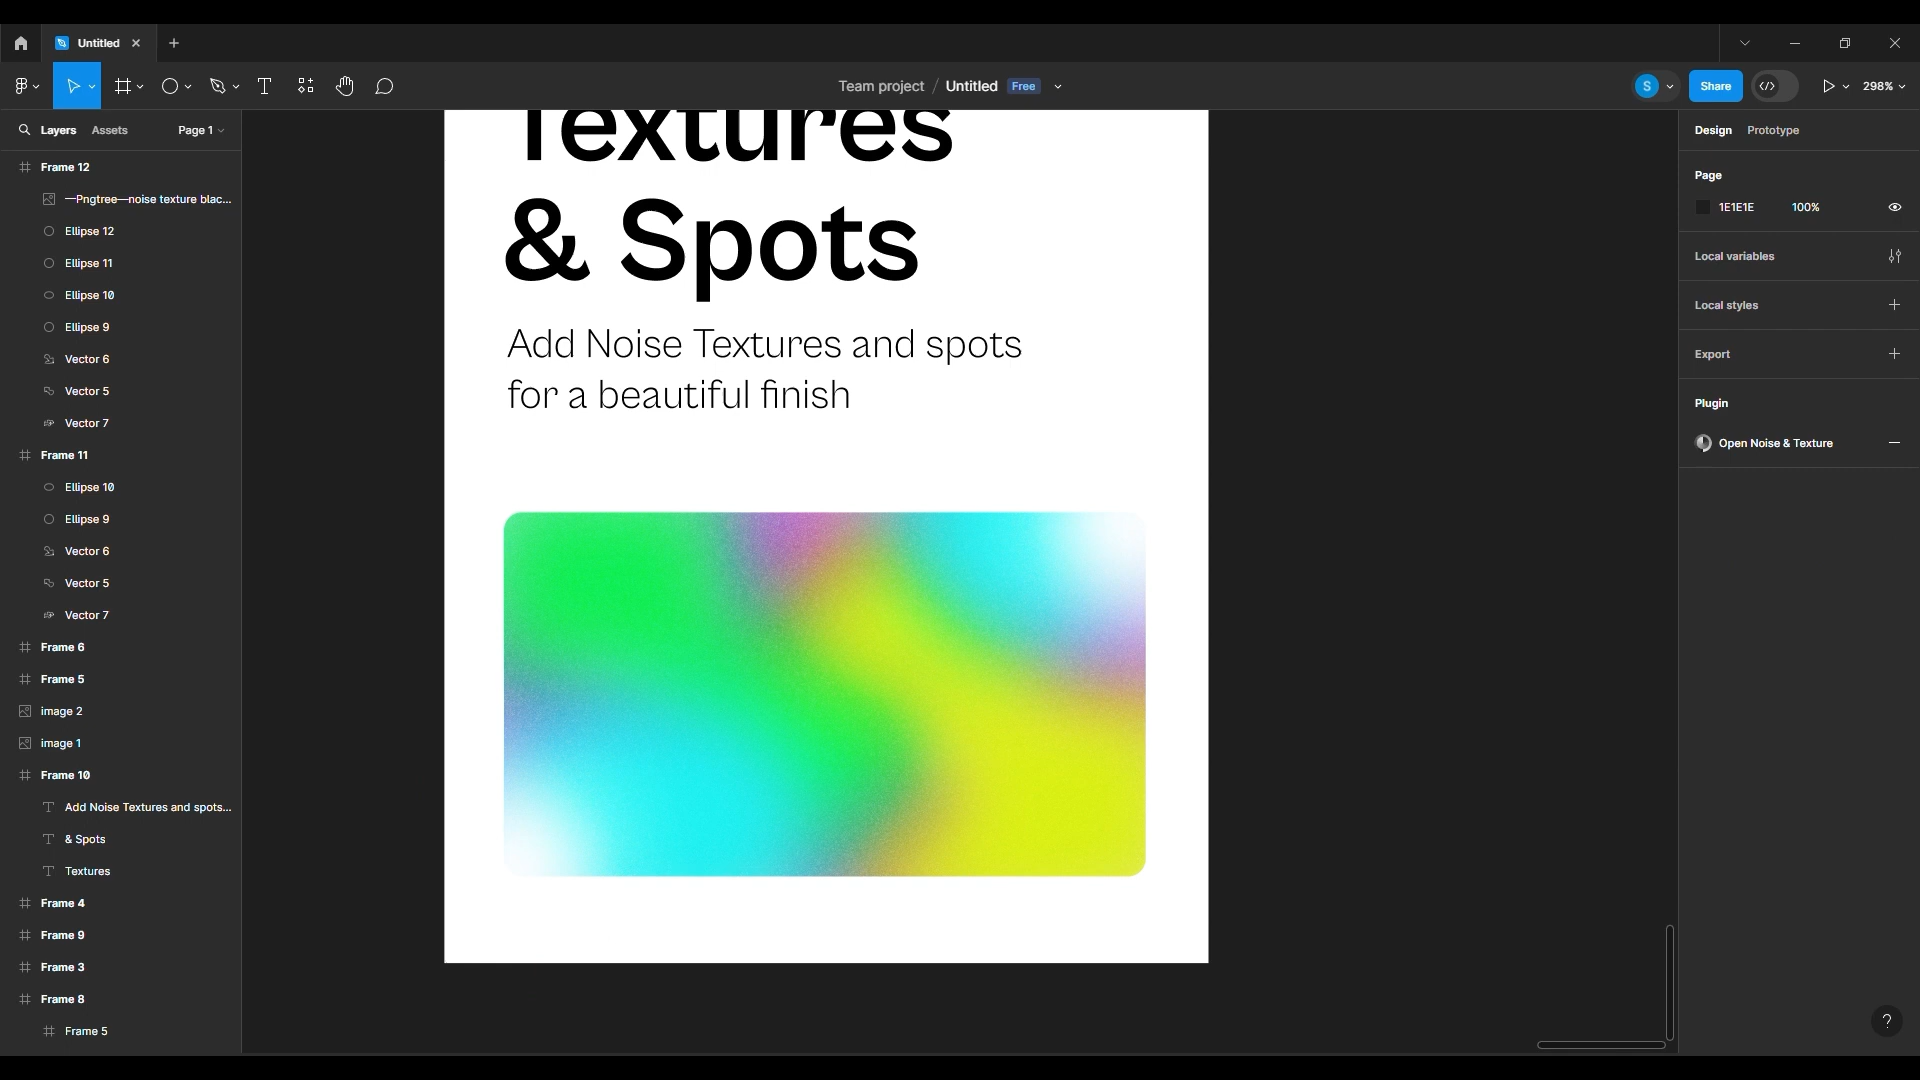 Untitled
Team project / Untitled Free
S
Share
298%
Layers
Assets
Page 1
Frame 12
—Pngtree—noise texture blac...
Ellipse 12
Ellipse 11
Ellipse 10
Ellipse 9
Vector 6
Vector 5
Vector 7
Frame 11
Ellipse 10
Ellipse 9
Vector 6
Vector 5
Vector 7
Frame 6
Frame 5
image 2
image 1
Frame 10
Add Noise Textures and spots...
& Spots
Textures
Frame 4
Frame 9
Frame 3
Frame 8
Frame 5
Textures
& Spots
Add Noise Textures and spots
for a beautiful finish
Design
Prototype
Page
1E1E1E 100%
Local variables
Local styles
Export
Plugin
Open Noise & Texture
?